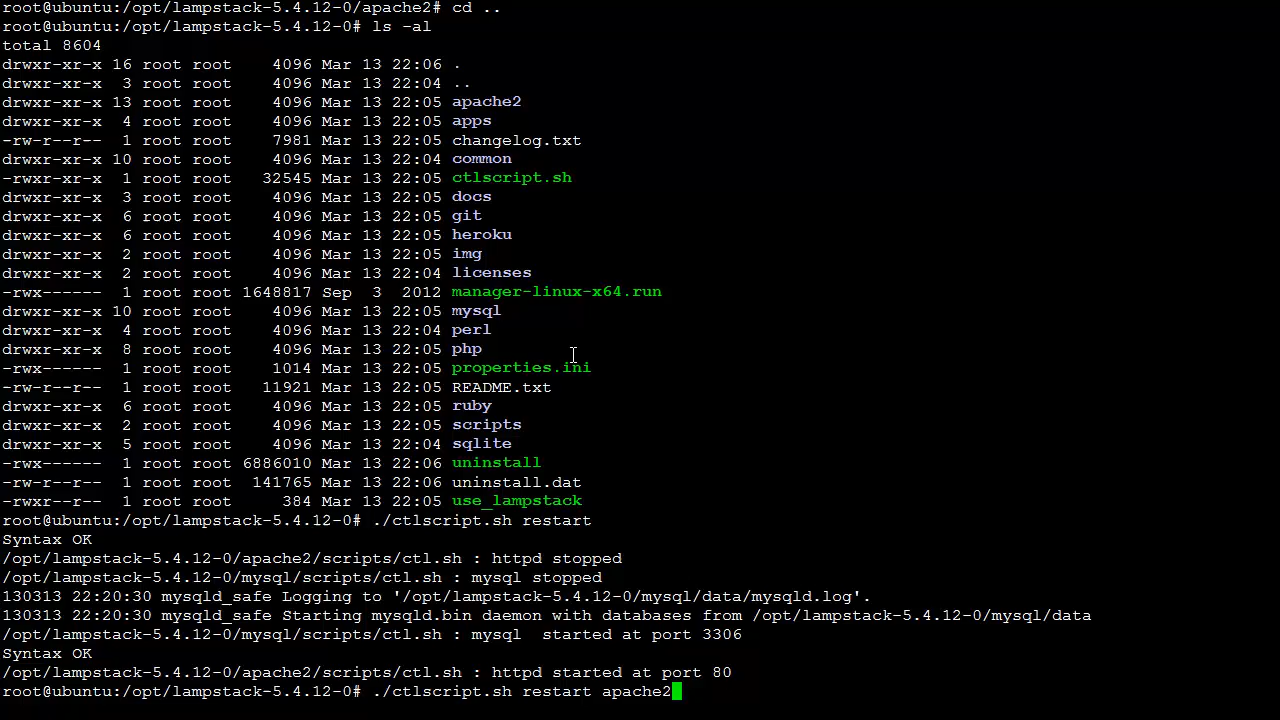 root@ubuntu:/opt/lampstack-5.4.12-0/apache2# cd ..
root@ubuntu:/opt/lampstack-5.4.12-0# ls -al
total 8604
drwxr-xr-x 16 root root    4096 Mar 13 22:06 .
drwxr-xr-x  3 root root    4096 Mar 13 22:04 ..
drwxr-xr-x 13 root root    4096 Mar 13 22:05 apache2
drwxr-xr-x  4 root root    4096 Mar 13 22:05 apps
-rw-r--r--  1 root root    7981 Mar 13 22:05 changelog.txt
drwxr-xr-x 10 root root    4096 Mar 13 22:04 common
-rwxr-xr-x  1 root root   32545 Mar 13 22:05 ctlscript.sh
drwxr-xr-x  3 root root    4096 Mar 13 22:05 docs
drwxr-xr-x  6 root root    4096 Mar 13 22:05 git
drwxr-xr-x  6 root root    4096 Mar 13 22:05 heroku
drwxr-xr-x  2 root root    4096 Mar 13 22:05 img
drwxr-xr-x  2 root root    4096 Mar 13 22:04 licenses
-rwx------  1 root root 1648817 Sep  3  2012 manager-linux-x64.run
drwxr-xr-x 10 root root    4096 Mar 13 22:05 mysql
drwxr-xr-x  4 root root    4096 Mar 13 22:04 perl
drwxr-xr-x  8 root root    4096 Mar 13 22:05 php
-rwx------  1 root root    1014 Mar 13 22:05 properties.ini
-rw-r--r--  1 root root   11921 Mar 13 22:05 README.txt
drwxr-xr-x  6 root root    4096 Mar 13 22:05 ruby
drwxr-xr-x  2 root root    4096 Mar 13 22:05 scripts
drwxr-xr-x  5 root root    4096 Mar 13 22:04 sqlite
-rwx------  1 root root 6886010 Mar 13 22:06 uninstall
-rw-r--r--  1 root root  141765 Mar 13 22:06 uninstall.dat
-rwxr-xr-x  1 root root     384 Mar 13 22:05 use_lampstack
root@ubuntu:/opt/lampstack-5.4.12-0# ./ctlscript.sh restart
Syntax OK
/opt/lampstack-5.4.12-0/apache2/scripts/ctl.sh : httpd stopped
/opt/lampstack-5.4.12-0/mysql/scripts/ctl.sh : mysql stopped
130313 22:20:30 mysqld_safe Logging to '/opt/lampstack-5.4.12-0/mysql/data/mysqld.log'.
130313 22:20:30 mysqld_safe Starting mysqld.bin daemon with databases from /opt/lampstack-5.4.12-0/mysql/data
/opt/lampstack-5.4.12-0/mysql/scripts/ctl.sh : mysql  started at port 3306
Syntax OK
/opt/lampstack-5.4.12-0/apache2/scripts/ctl.sh : httpd started at port 80
root@ubuntu:/opt/lampstack-5.4.12-0# ./ctlscript.sh restart apache2